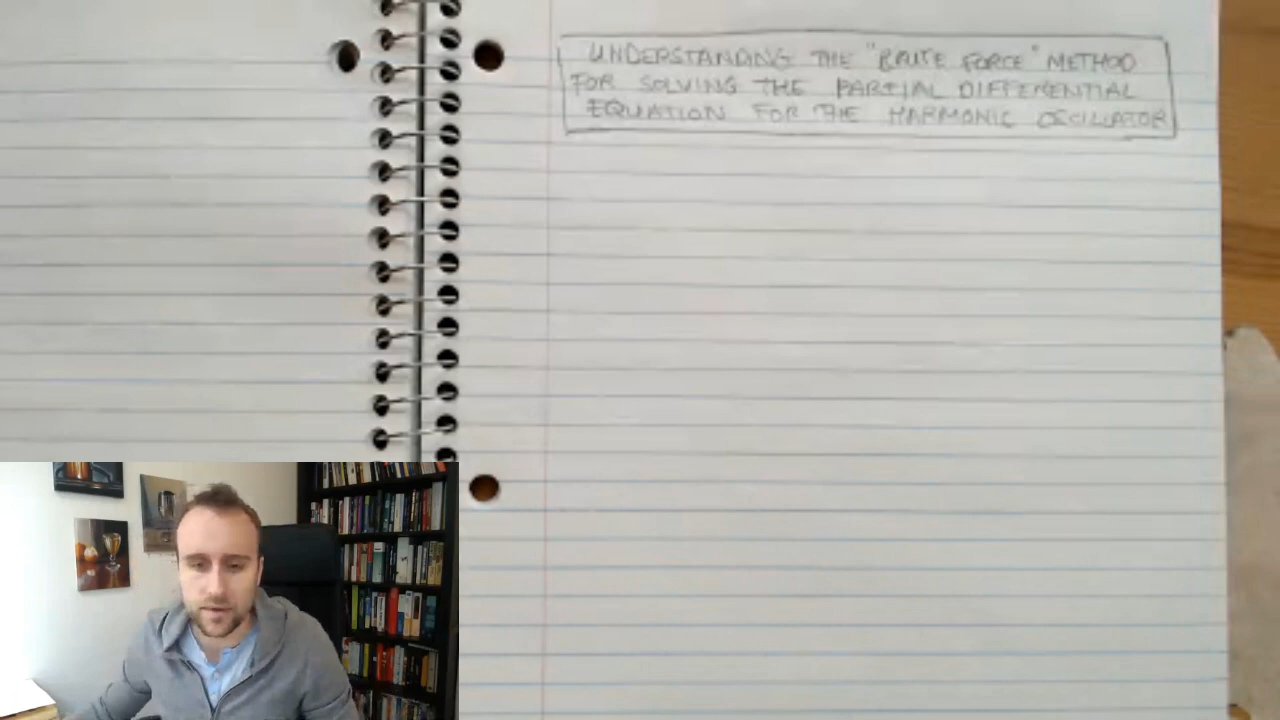 UNDERSTANDING THE "BRUTE FORCE" METHOD
FOR SOLVING THE PARTIAL DIFFERENTIAL
EQUATION FOR THE HARMONIC OSCILLATOR